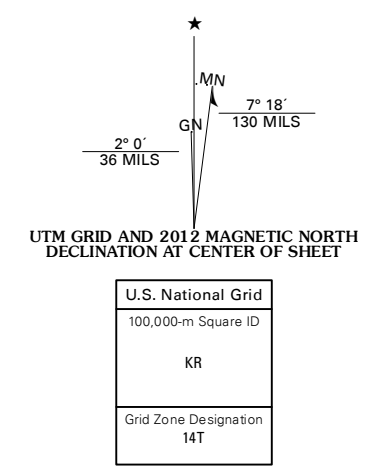 ★
MN
GN
7° 18´
130 MILS
2° 0´
36 MILS
UTM GRID AND 2012 MAGNETIC NORTH
DECLINATION AT CENTER OF SHEET
U.S. National Grid
100,000-m Square ID
KR
Grid Zone Designation
14T